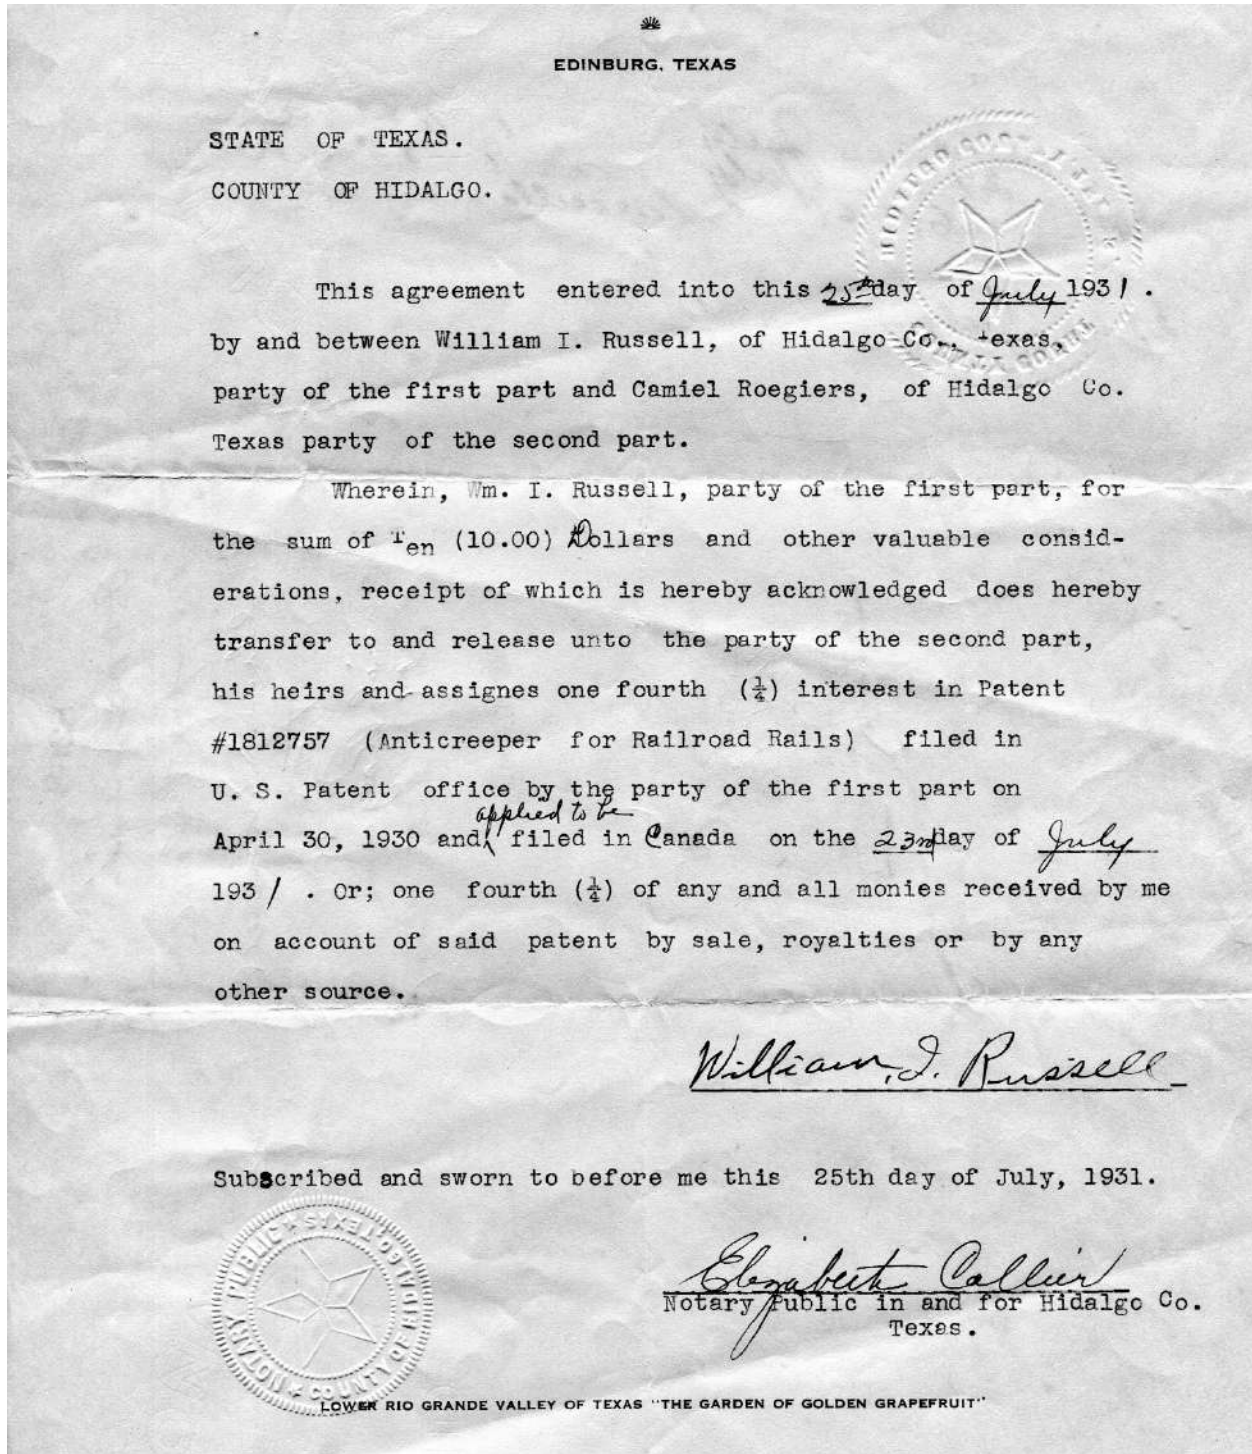 EDINBURG, TEXAS
STATE OF TEXAS.
COUNTY OF HIDALGO.
This agreement entered into this 25th day of July 1931.
by and between William I. Russell, of Hidalgo Co., Texas,
party of the first part and Camiel Roegiers, of Hidalgo Co.
Texas party of the second part.
Wherein, Wm. I. Russell, party of the first part, for
the sum of Ten (10.00) Dollars and other valuable consid-
erations, receipt of which is hereby acknowledged does hereby
transfer to and release unto the party of the second part,
his heirs and assignes one fourth (¼) interest in Patent
#1812757 (Anticreeper for Railroad Rails) filed in
U. S. Patent office by the party of the first part on
applied to be
April 30, 1930 and filed in Canada on the 23rd day of July
1931. Or; one fourth (¼) of any and all monies received by me
on account of said patent by sale, royalties or by any
other source.
William I. Russell
Subscribed and sworn to before me this 25th day of July, 1931.
Elizabeth Collier
Notary Public in and for Hidalgo Co.
Texas.
NOTARY PUBLIC COUNTY OF HIDALGO, TEXAS
LOWER RIO GRANDE VALLEY OF TEXAS "THE GARDEN OF GOLDEN GRAPEFRUIT"